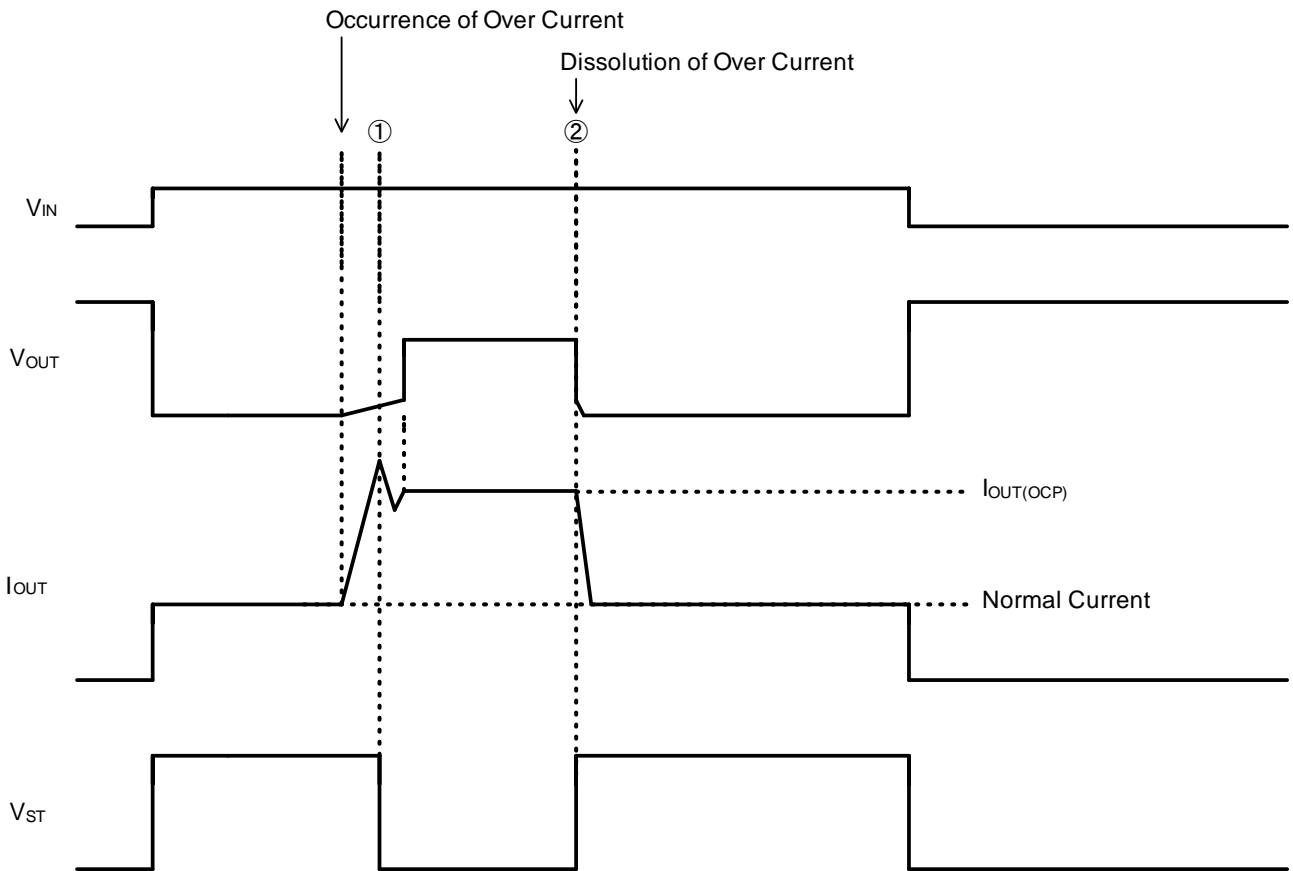 Occurrence of Over Current
Dissolution of Over Current
① ②
VIN
VOUT
IOUT(OCP)
IOUT
Normal Current
VST